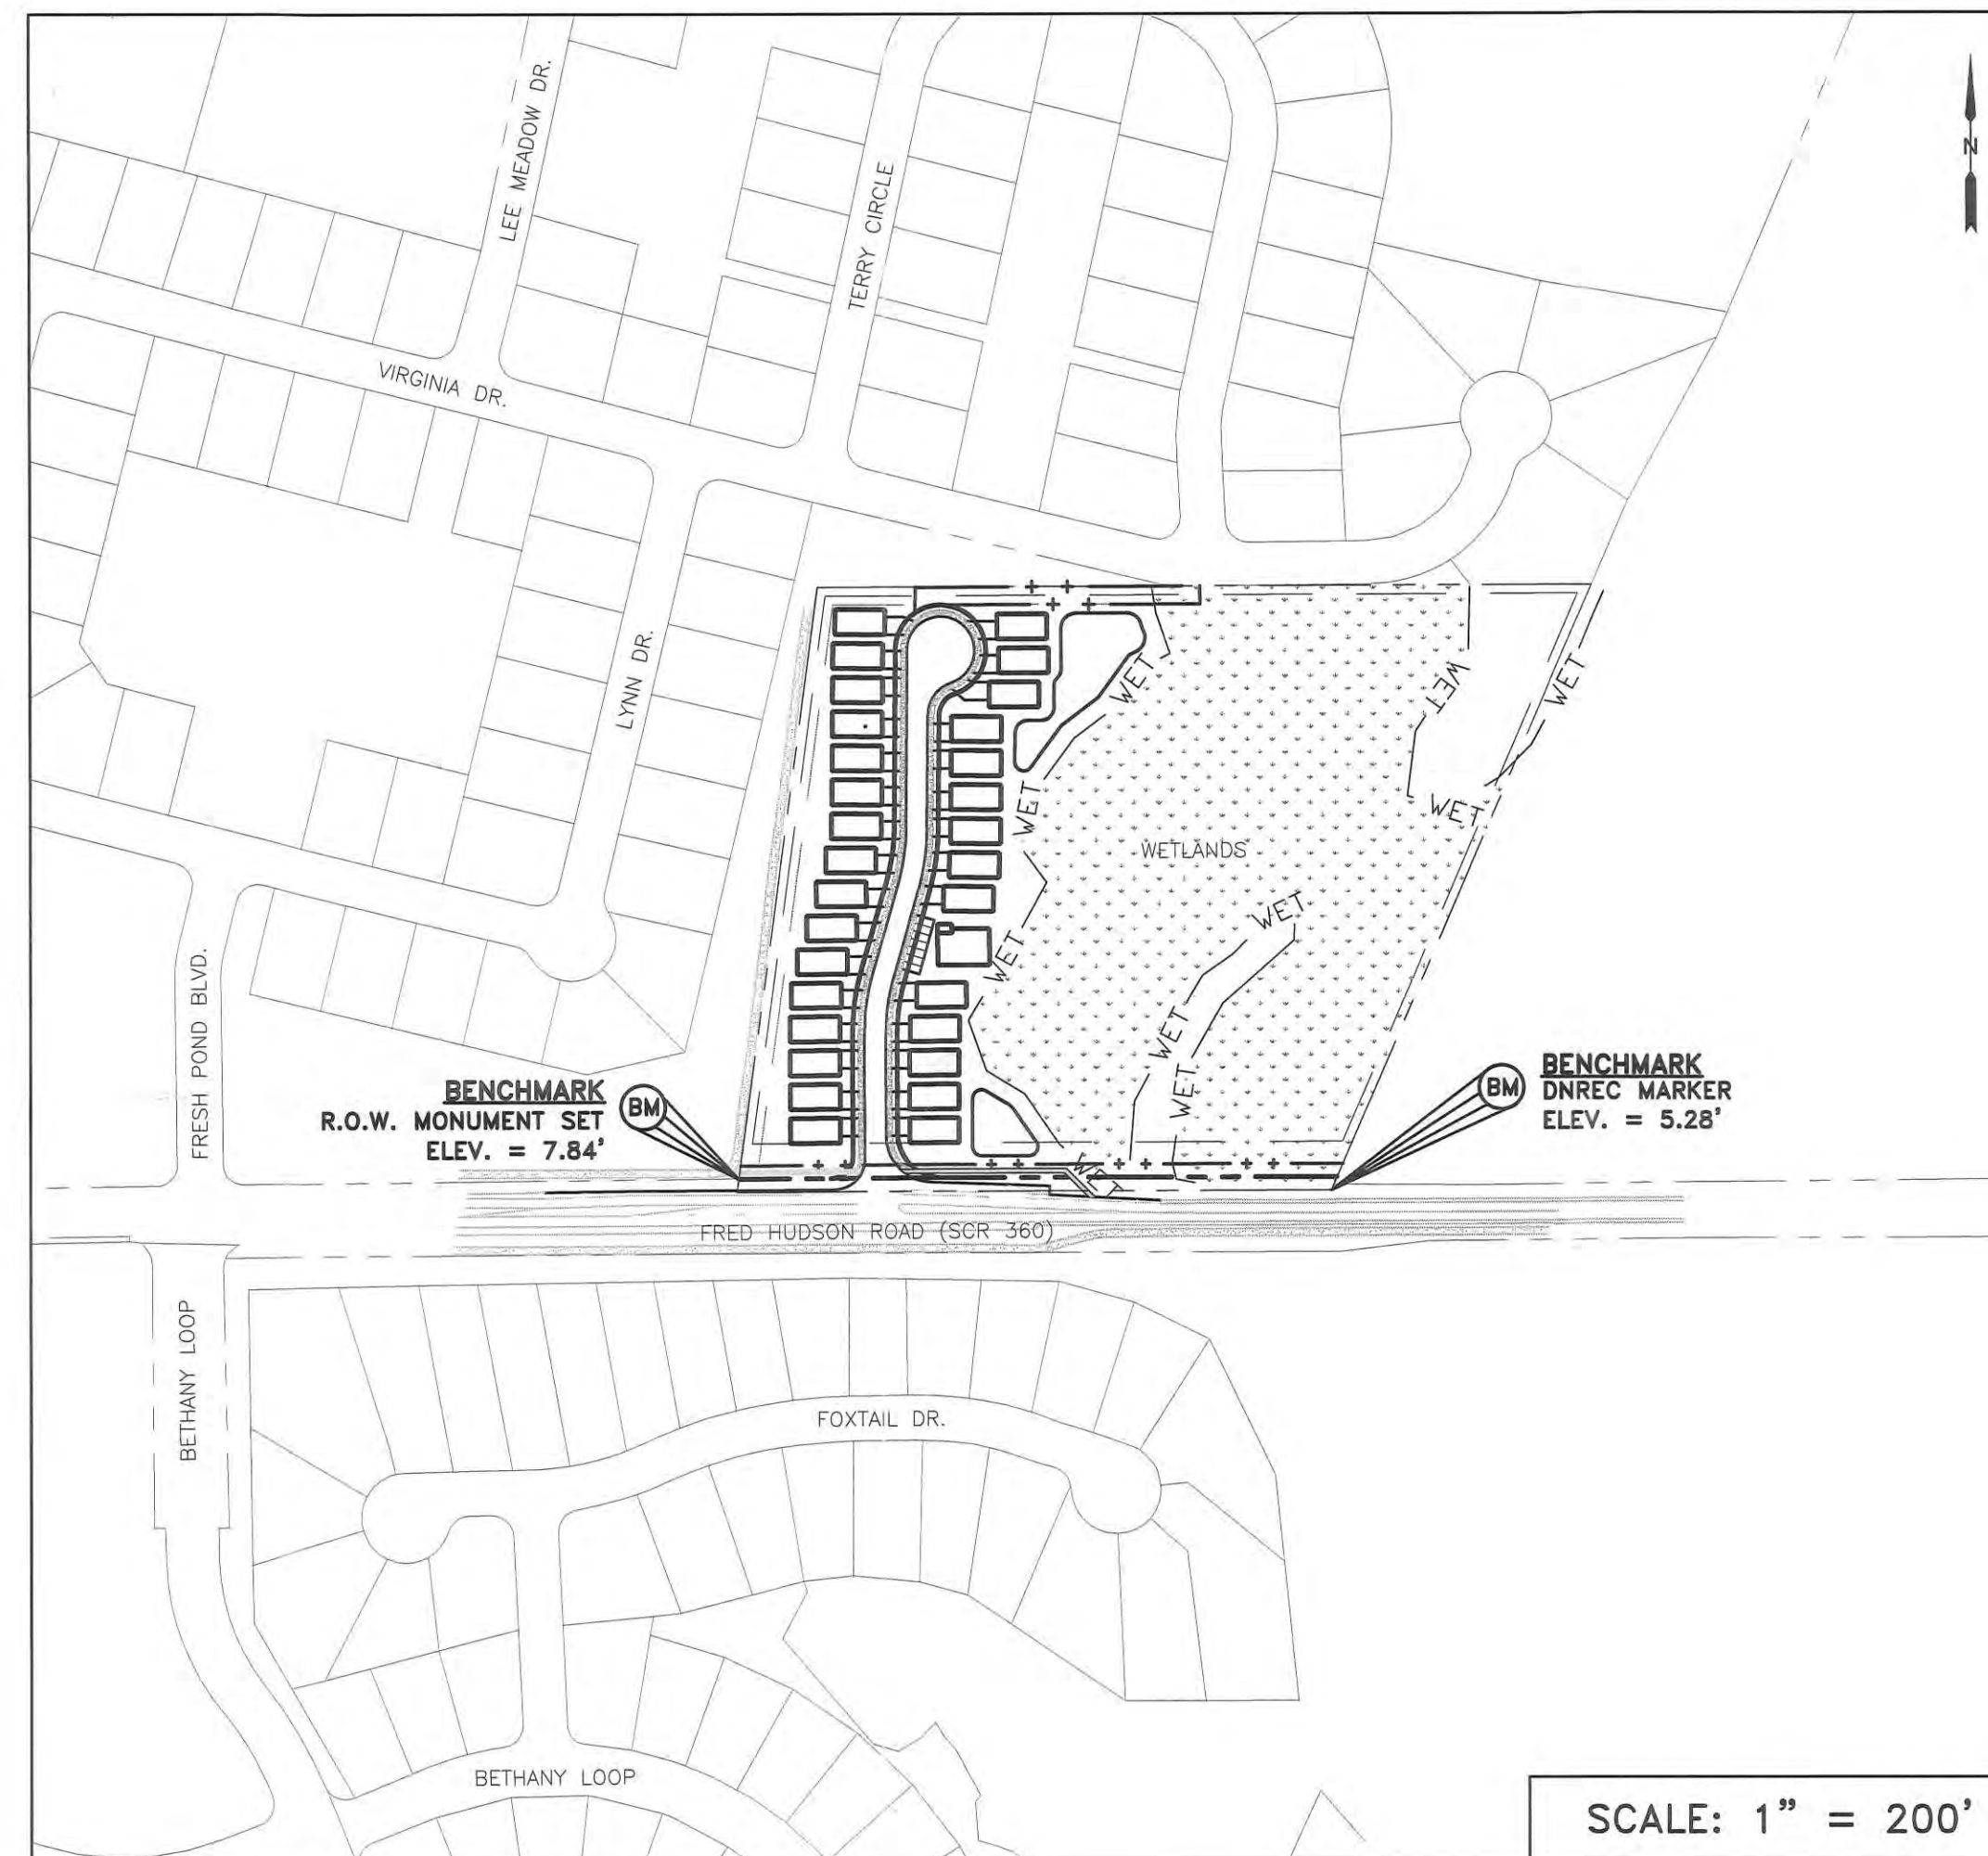 LEE MEADOW DR.
N
TERRY CIRCLE
VIRGINIA DR.
LYNN DR.
WET
WET
WET
WET
WET
WETLANDS
WET
WET
FRESH POND BLVD.
WET
WET
BENCHMARK
R.O.W. MONUMENT SET
ELEV. = 7.84'
BM
BM
BENCHMARK
DNREC MARKER
ELEV. = 5.28'
WET
FRED HUDSON ROAD (SCR 360)
BETHANY LOOP
FOXTAIL DR.
BETHANY LOOP
SCALE: 1" = 200'